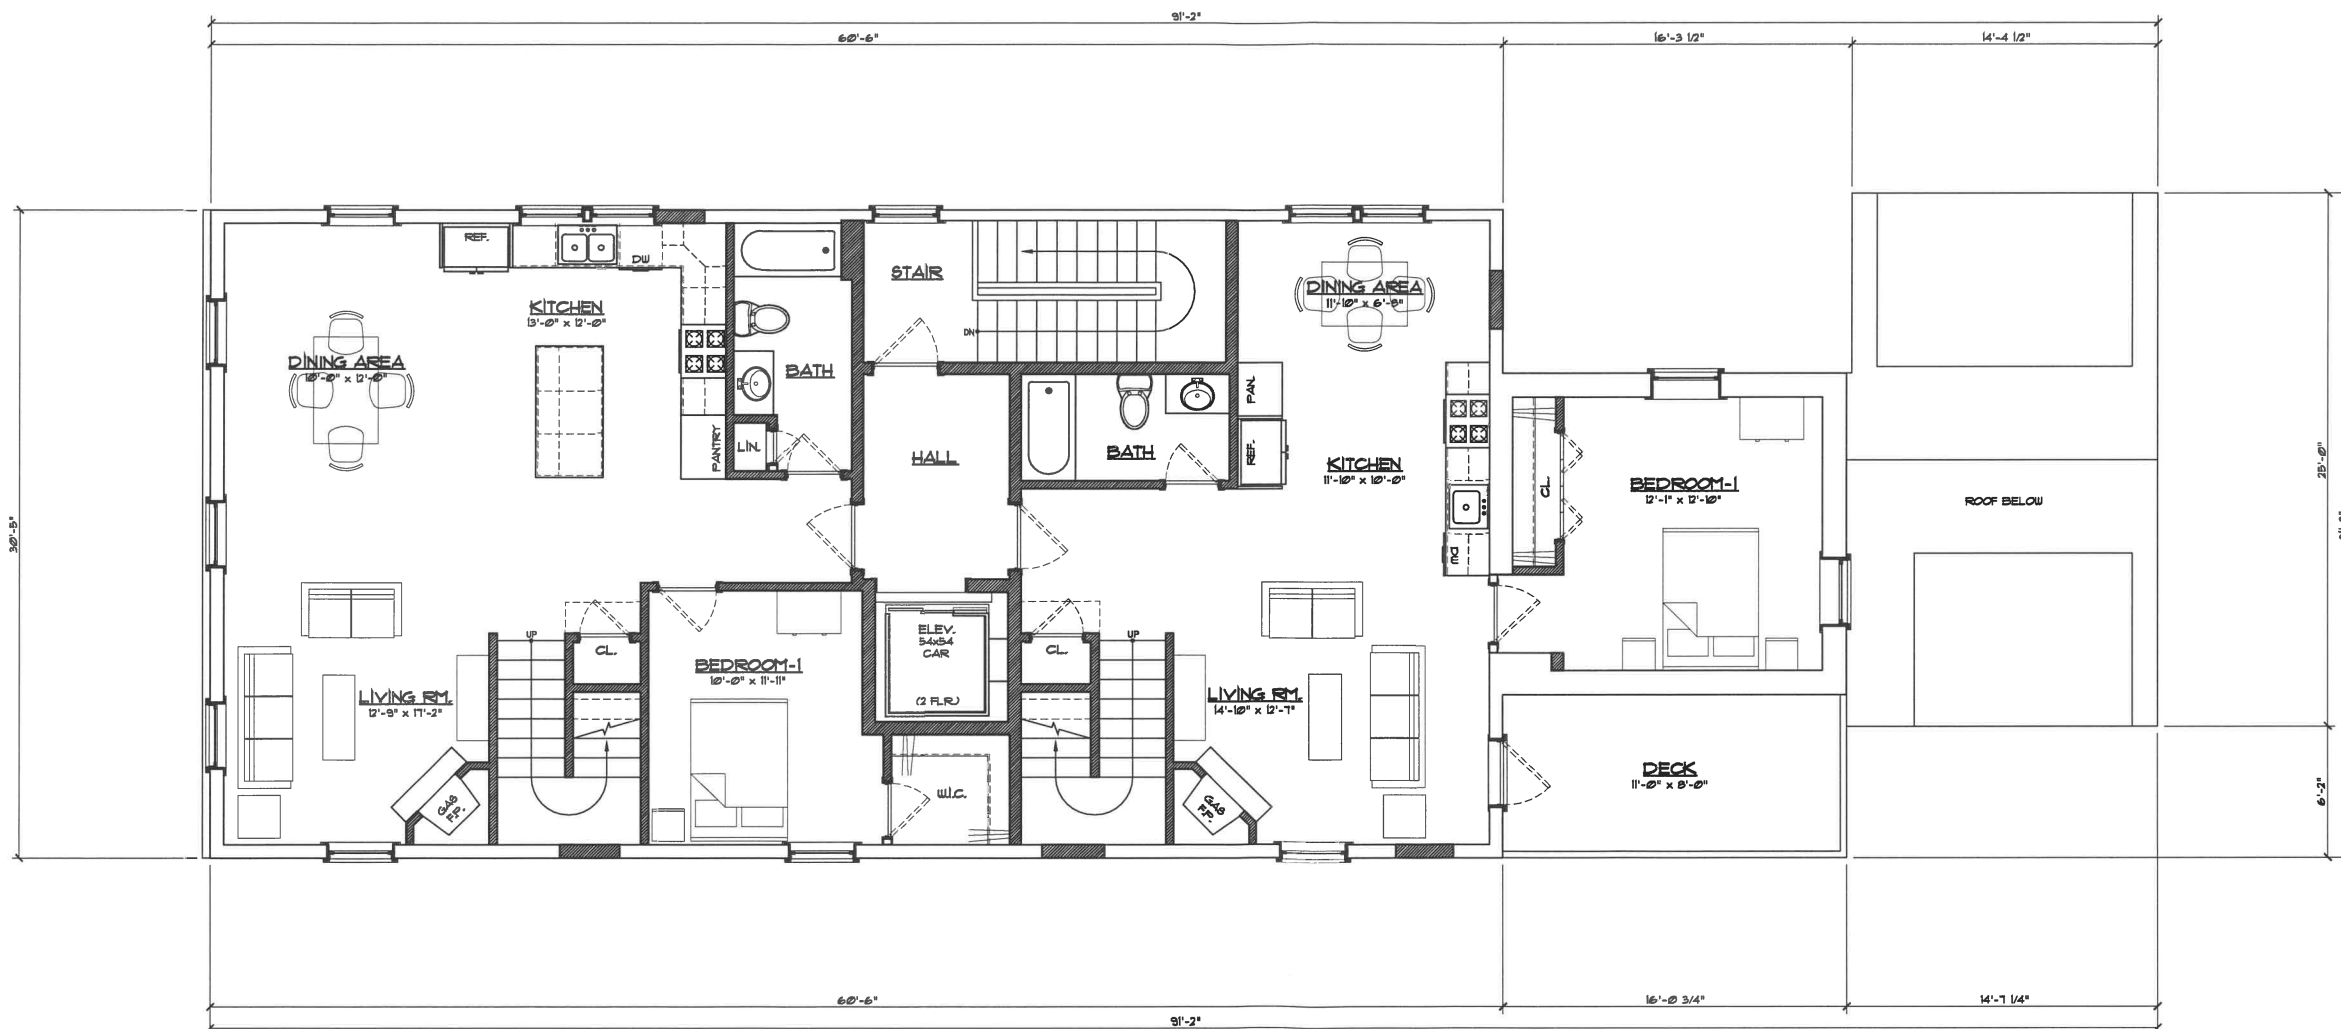 91'-2"
60'-6"
16'-3 1/2"
14'-4 1/2"
REF.
DW
KITCHEN
13'-0" x 12'-0"
DINING AREA
10'-0" x 12'-0"
PANTRY
LIN.
BATH
STAIR
DN
HALL
BATH
DINING AREA
11'-10" x 6'-8"
PAN.
REF.
KITCHEN
11'-10" x 10'-0"
DW
CL.
BEDROOM-1
12'-1" x 12'-10"
ROOF BELOW
25'-0"
30'-5"
UP
CL.
LIVING RM.
12'-9" x 17'-2"
GAS
F.P.
BEDROOM-1
10'-0" x 11'-11"
ELEV.
54x54
CAR
(2 FLR.)
W.I.C.
CL.
UP
LIVING RM.
14'-10" x 12'-7"
GAS
F.P.
DECK
11'-0" x 8'-0"
6'-2"
60'-6"
16'-0 3/4"
14'-7 1/4"
91'-2"